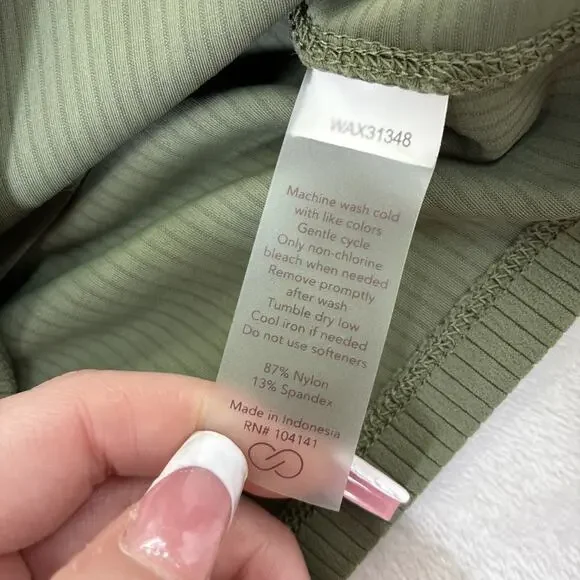 WAX31348
Machine wash cold
with like colors
Gentle cycle
Only non-chlorine
bleach when needed
Remove promptly
after wash
Tumble dry low
Cool iron if needed
Do not use softeners
87% Nylon
13% Spandex
Made in Indonesia
RN# 104141